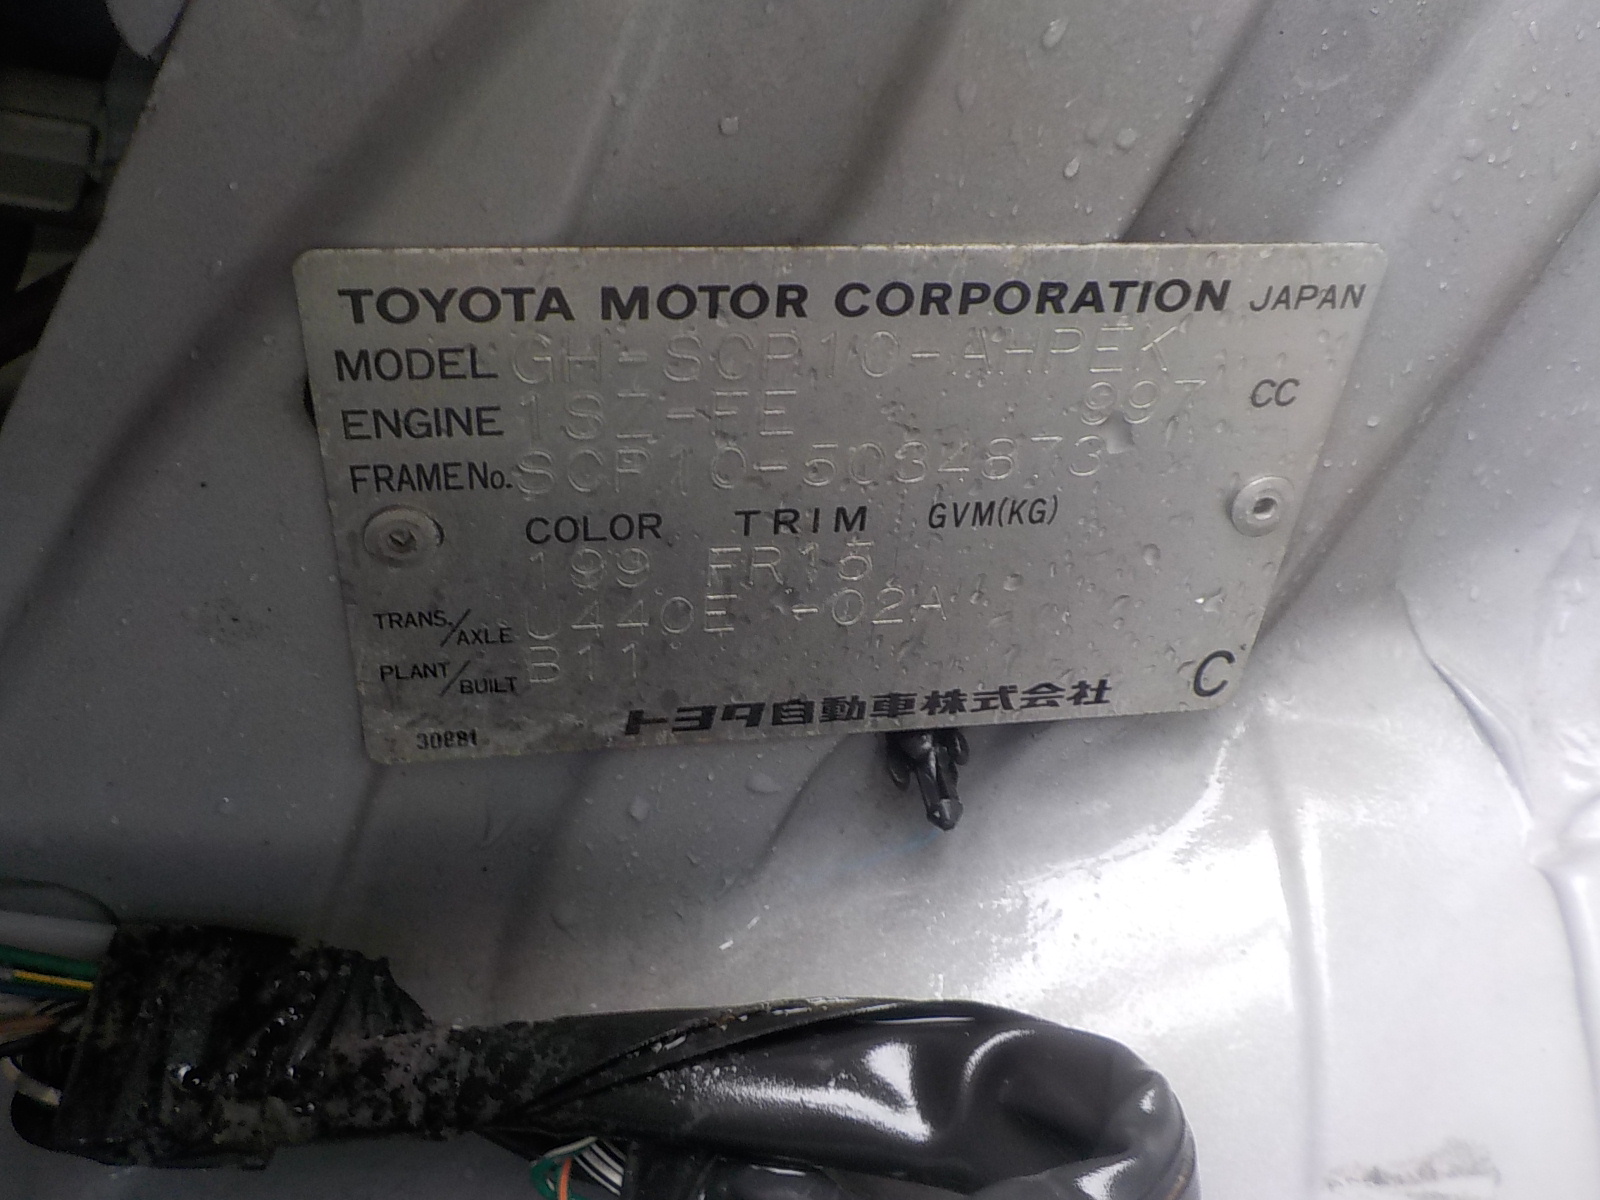 TOYOTA MOTOR CORPORATION JAPAN
MODEL GH-SCP10-AHPEK
ENGINE 1SZ-FE 997 CC
FRAME No. SCP10-5034873
COLOR TRIM GVM(KG)
199 FR15
TRANS./AXLE U440E -02A
PLANT/BUILT B11
C
トヨタ自動車株式会社
30881